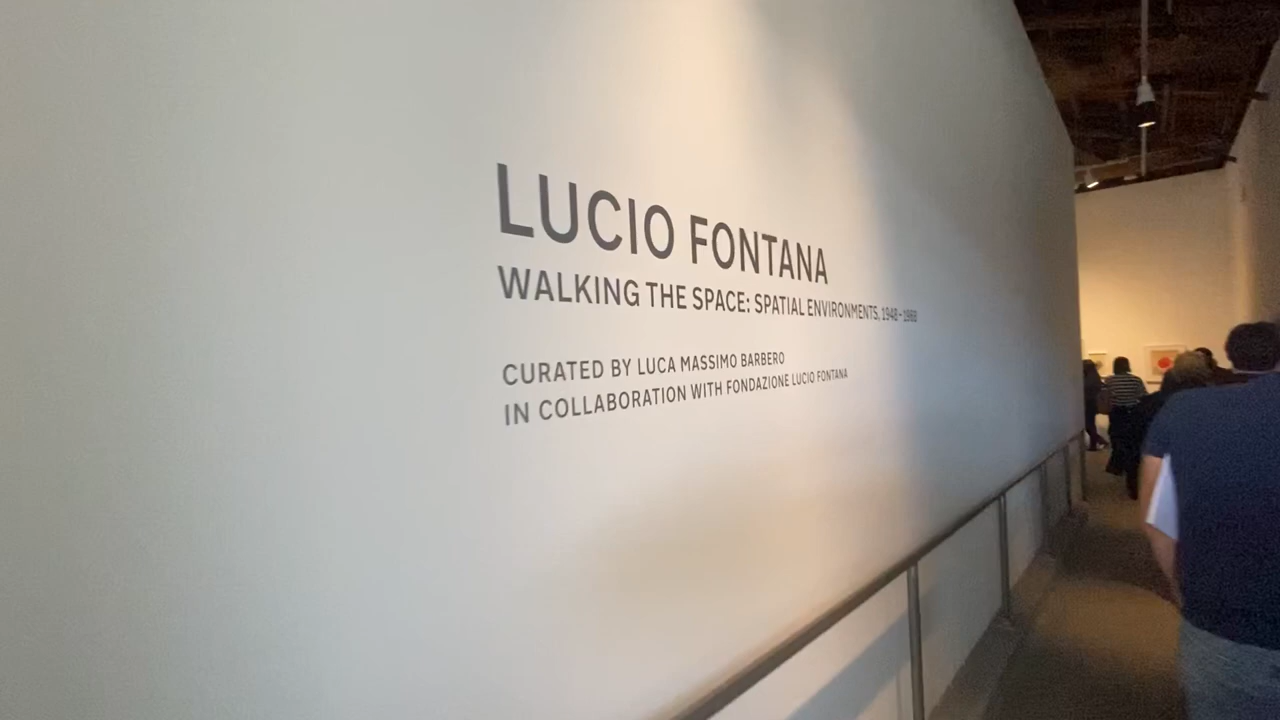 LUCIO FONTANA
WALKING THE SPACE: SPATIAL ENVIRONMENTS, 1948–1968
CURATED BY LUCA MASSIMO BARBERO
IN COLLABORATION WITH FONDAZIONE LUCIO FONTANA